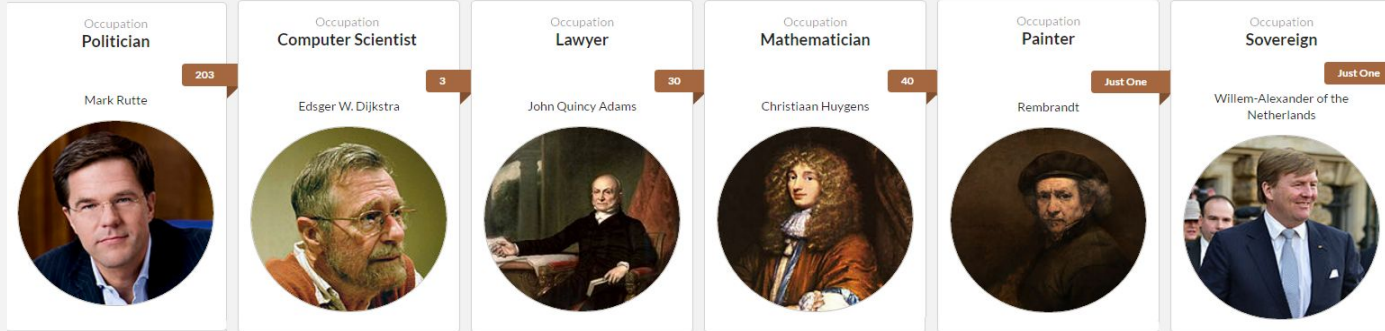 Occupation
Politician
203
Mark Rutte
Occupation
Computer Scientist
3
Edsger W. Dijkstra
Occupation
Lawyer
30
John Quincy Adams
Occupation
Mathematician
40
Christiaan Huygens
Occupation
Painter
Just One
Rembrandt
Occupation
Sovereign
Just One
Willem-Alexander of the
Netherlands